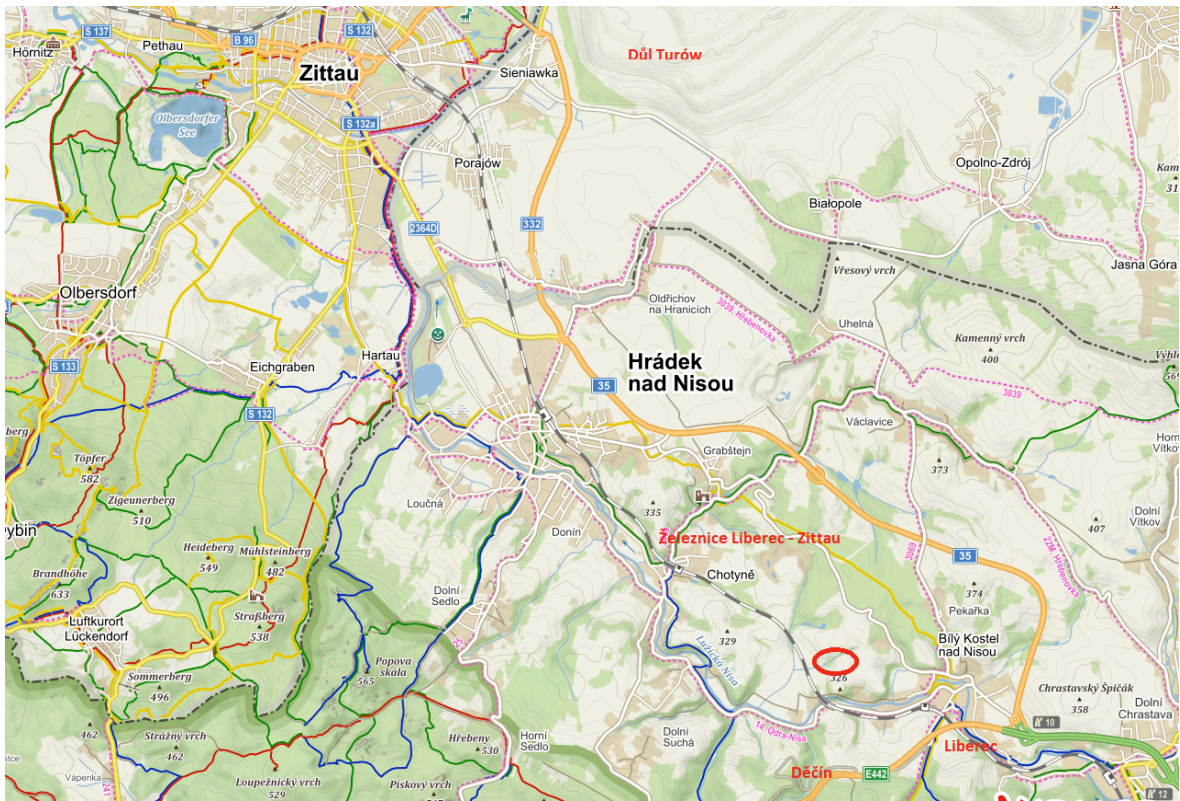 S 137
Hörnitz
Pethau
B 96
S 132
Zittau
Sieniawka
Důl Turów
Olbersdorfer
See
S 132a
Porajów
Opolno-Zdrój
Białopole
2364D
332
Vřesový vrch
Jasna Góra
Olbersdorf
Oldřichov
na Hranicích
3039, Hřebenovka
Uhelná
Kamenný vrch
400
S 133
Eichgraben
Hartau
Hrádek
nad Nisou
35
3039
S 132
Václavice
Grabštejn
373
Töpfer
582
Zigeunerberg
510
Loučná
335
Donín
407
Dolní
Vítkov
Heideberg
549
Mühlsteinberg
482
Železnice Liberec - Zittau
3069
35
22M, Hřebenovka
Brandhöhe
633
Chotyně
374
Pekařka
Straßberg
538
Dolní
Sedlo
Luftkurort
Lückendorf
25
329
Lužická Nisa
Bílý Kostel
nad Nisou
326
Popova
skála
565
Sommerberg
496
Chrastavský Špičák
358
Dolní
Chrastava
14, Odra-Nisa
462
Strážný vrch
462
Hřebeny
530
Horní
Sedlo
Dolní
Suchá
10
Liberec
Děčín
E442
Vápenka
241
Loupežnický vrch
529
Pískový vrch
12